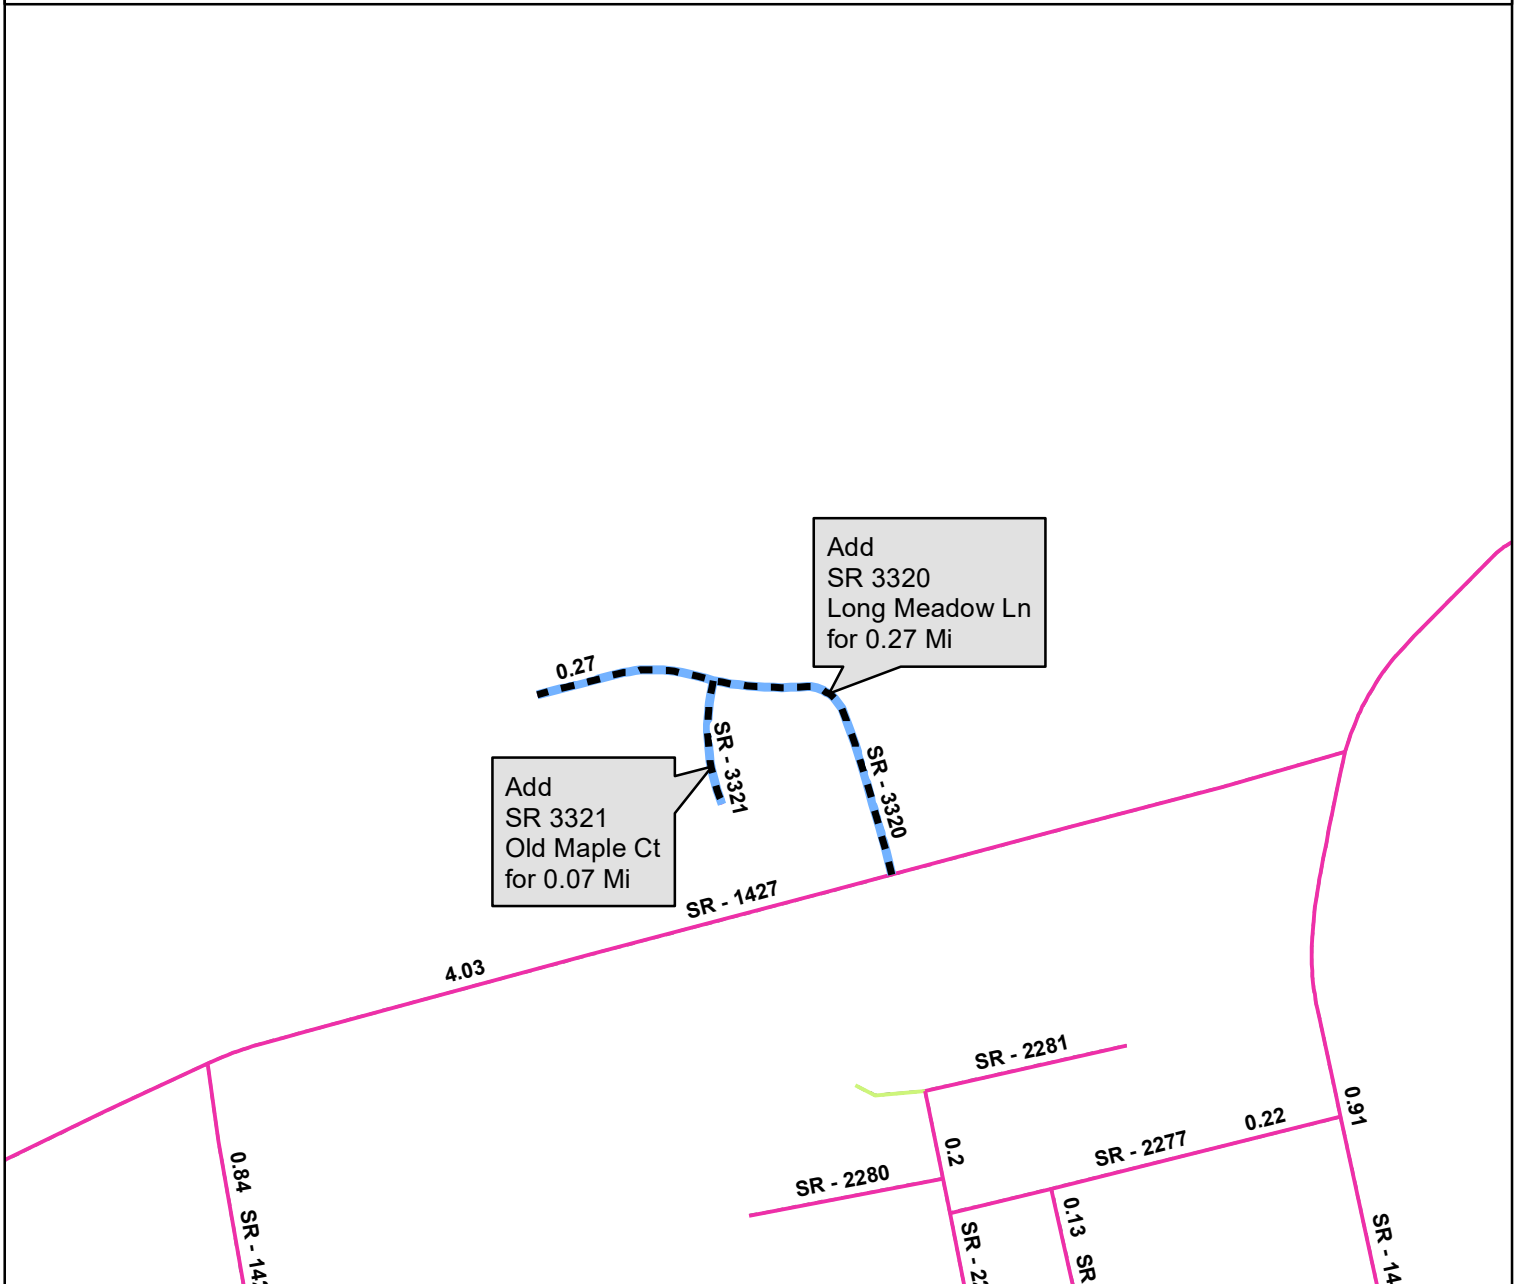 Add
SR 3320
Long Meadow Ln
for 0.27 Mi
0.27
SR - 3321
SR - 3320
Add
SR 3321
Old Maple Ct
for 0.07 Mi
SR - 1427
4.03
SR - 2281
0.91
0.22
0.2
SR - 2277
0.84
SR - 2280
0.13
SR